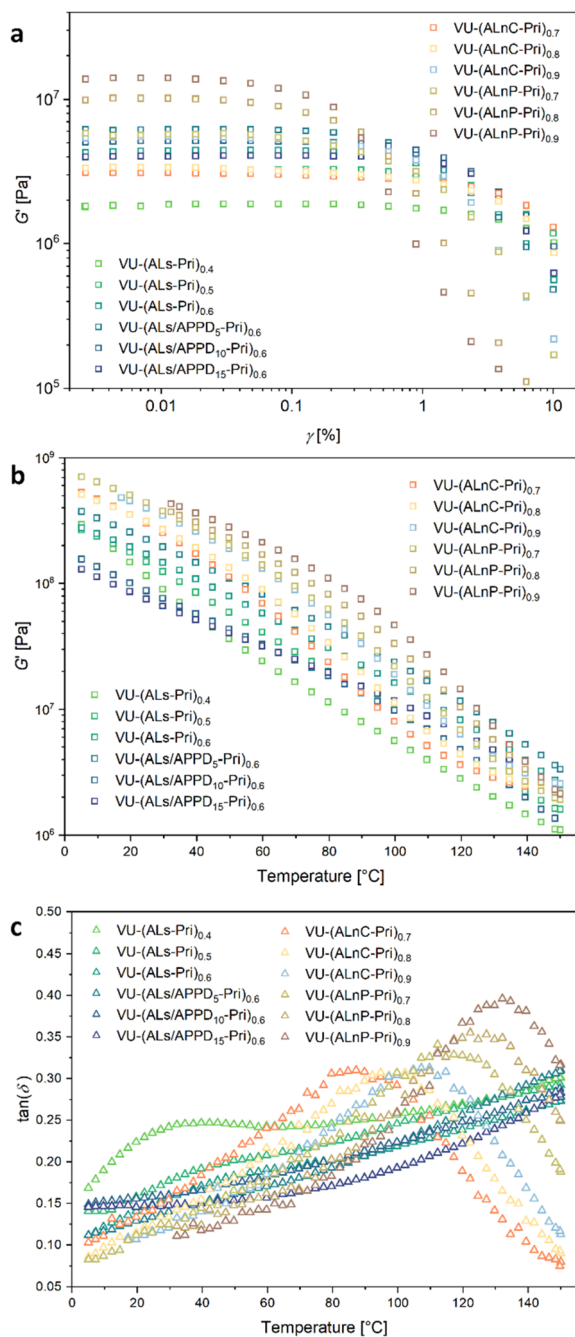 a
VU-(ALnC-Pri)0.7
VU-(ALnC-Pri)0.8
VU-(ALnC-Pri)0.9
VU-(ALnP-Pri)0.7
VU-(ALnP-Pri)0.8
VU-(ALnP-Pri)0.9
10^7
10^6
10^5
G' [Pa]
VU-(ALs-Pri)0.4
VU-(ALs-Pri)0.5
VU-(ALs-Pri)0.6
VU-(ALs/APPD5-Pri)0.6
VU-(ALs/APPD10-Pri)0.6
VU-(ALs/APPD15-Pri)0.6
0.01 0.1 1 10
γ [%]
b
10^9
10^8
10^7
10^6
G' [Pa]
VU-(ALnC-Pri)0.7
VU-(ALnC-Pri)0.8
VU-(ALnC-Pri)0.9
VU-(ALnP-Pri)0.7
VU-(ALnP-Pri)0.8
VU-(ALnP-Pri)0.9
VU-(ALs-Pri)0.4
VU-(ALs-Pri)0.5
VU-(ALs-Pri)0.6
VU-(ALs/APPD5-Pri)0.6
VU-(ALs/APPD10-Pri)0.6
VU-(ALs/APPD15-Pri)0.6
0 20 40 60 80 100 120 140
Temperature [°C]
c
0.50
0.45
0.40
0.35
0.30
0.25
0.20
0.15
0.10
0.05
tan(δ)
VU-(ALs-Pri)0.4
VU-(ALs-Pri)0.5
VU-(ALs-Pri)0.6
VU-(ALs/APPD5-Pri)0.6
VU-(ALs/APPD10-Pri)0.6
VU-(ALs/APPD15-Pri)0.6
VU-(ALnC-Pri)0.7
VU-(ALnC-Pri)0.8
VU-(ALnC-Pri)0.9
VU-(ALnP-Pri)0.7
VU-(ALnP-Pri)0.8
VU-(ALnP-Pri)0.9
0 20 40 60 80 100 120 140
Temperature [°C]